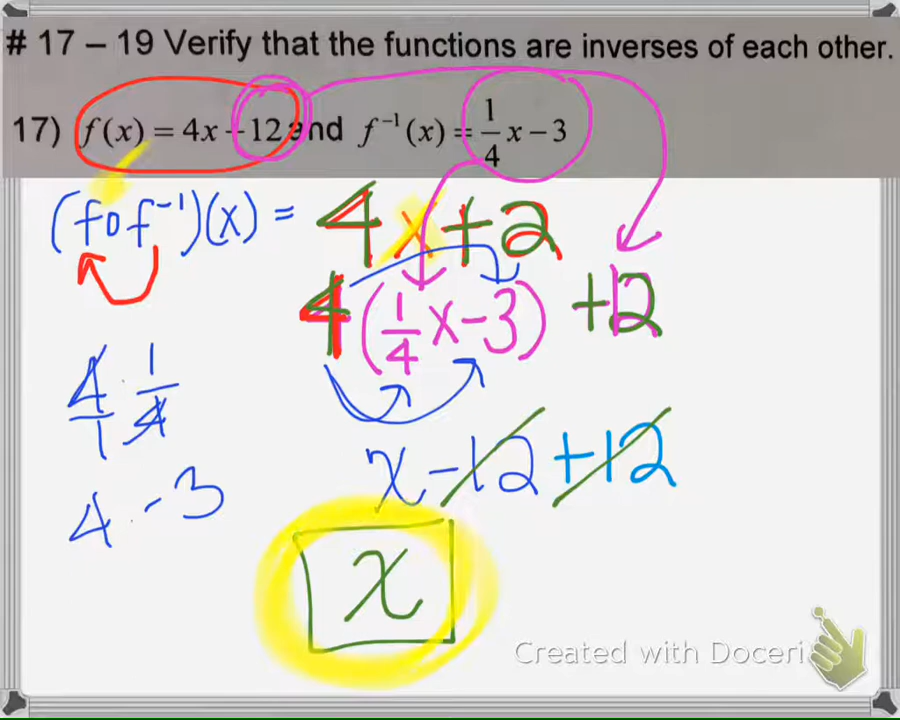 # 17 – 19 Verify that the functions are inverses of each other.
17) f(x) = 4x –12 and f⁻¹(x) = 1/4 x – 3
(f o f⁻¹)(x) = 4x + 2
4(1/4 x – 3) + 12
4/1 · 1/4
x – 12 + 12
4 · – 3
x
Created with Doceri